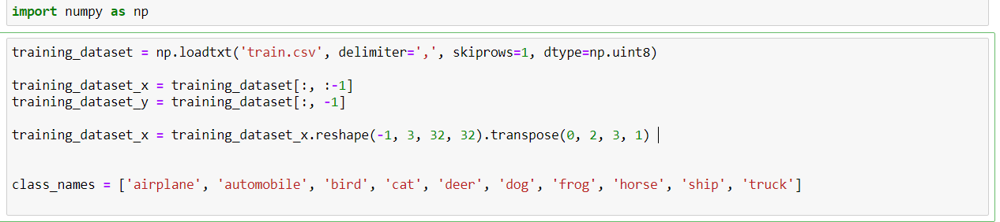 import numpy as np
training_dataset = np.loadtxt('train.csv', delimiter=',', skiprows=1, dtype=np.uint8)
training_dataset_x = training_dataset[:, :-1]
training_dataset_y = training_dataset[:, -1]
training_dataset_x = training_dataset_x.reshape(-1, 3, 32, 32).transpose(0, 2, 3, 1)
class_names = ['airplane', 'automobile', 'bird', 'cat', 'deer', 'dog', 'frog', 'horse', 'ship', 'truck']